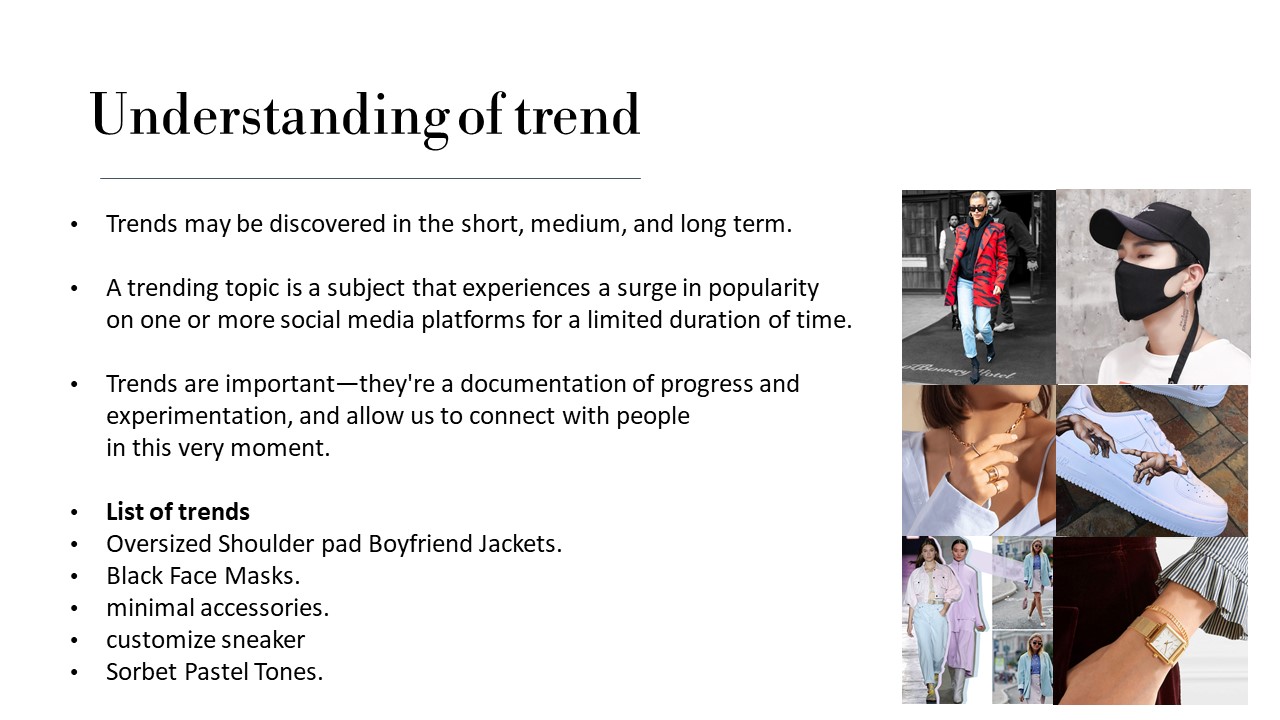 Understanding of trend
• Trends may be discovered in the short, medium, and long term.
• A trending topic is a subject that experiences a surge in popularity
on one or more social media platforms for a limited duration of time.
• Trends are important—they're a documentation of progress and
experimentation, and allow us to connect with people
in this very moment.
• List of trends
• Oversized Shoulder pad Boyfriend Jackets.
• Black Face Masks.
• minimal accessories.
• customize sneaker
• Sorbet Pastel Tones.
Bowery Hotel